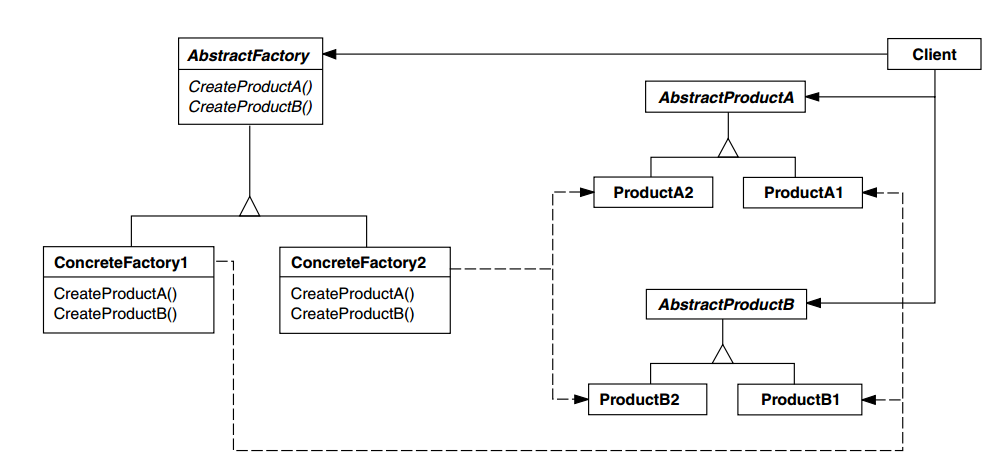 AbstractFactory
CreateProductA()
CreateProductB()
Client
AbstractProductA
ProductA2
ProductA1
ConcreteFactory1
CreateProductA()
CreateProductB()
ConcreteFactory2
CreateProductA()
CreateProductB()
AbstractProductB
ProductB2
ProductB1